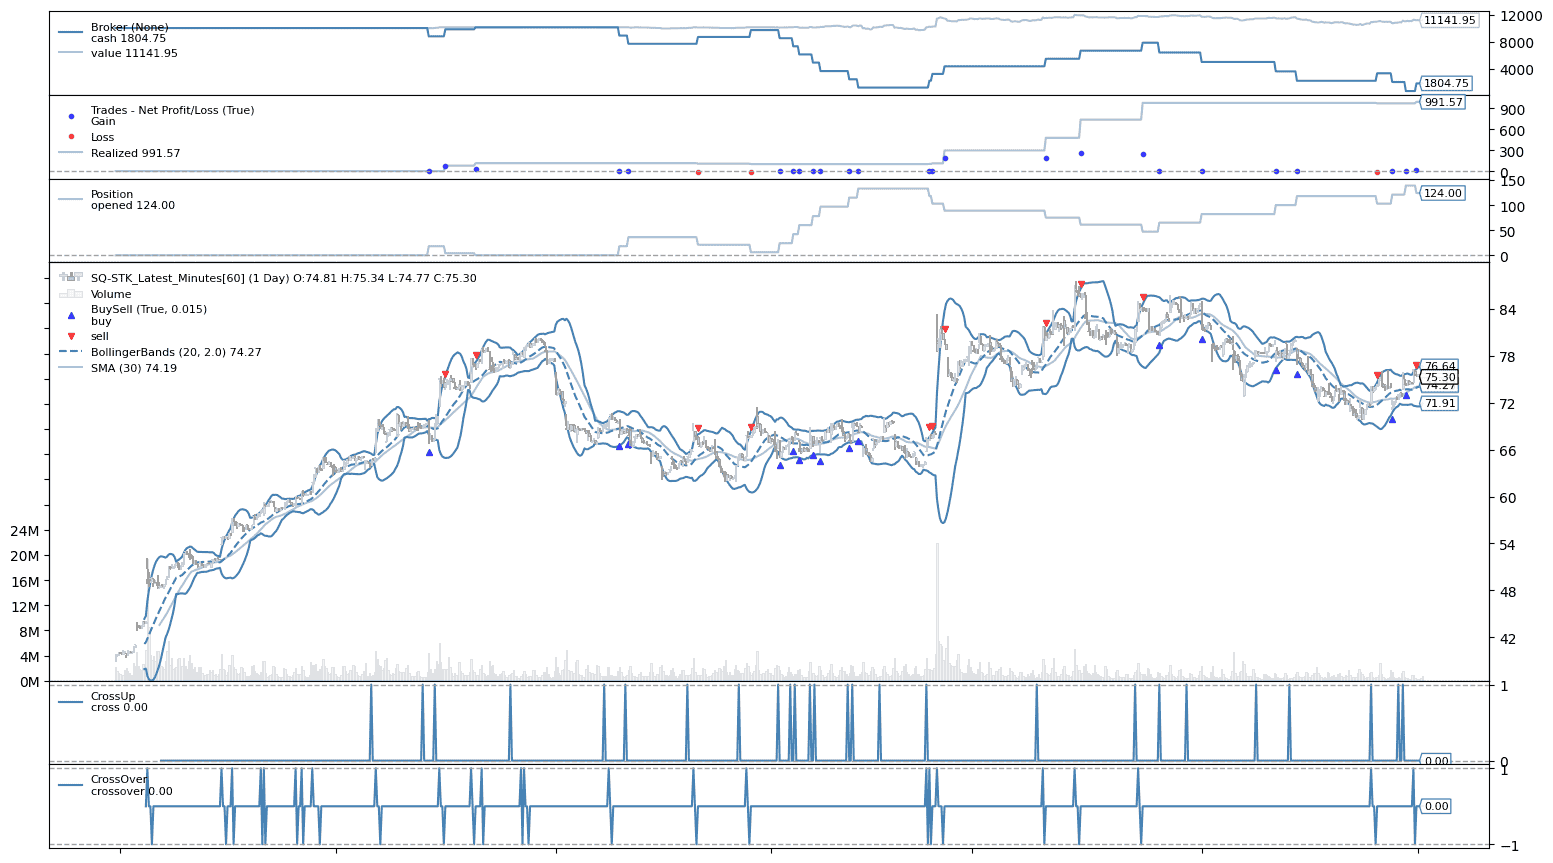 Broker (None)
cash 1804.75
value 11141.95
12000
11141.95
8000
4000
1804.75
Trades - Net Profit/Loss (True)
Gain
Loss
Realized 991.57
991.57
900
600
300
0
Position
opened 124.00
150
124.00
100
50
0
SQ-STK_Latest_Minutes[60] (1 Day) O:74.81 H:75.34 L:74.77 C:75.30
Volume
BuySell (True, 0.015)
buy
sell
BollingerBands (20, 2.0) 74.27
SMA (30) 74.19
84
78
76.64
75.30
74.27
71.91
72
66
60
54
48
42
24M
20M
16M
12M
8M
4M
0M
CrossUp
cross 0.00
1
0.00
0
CrossOver
crossover 0.00
1
0.00
−1